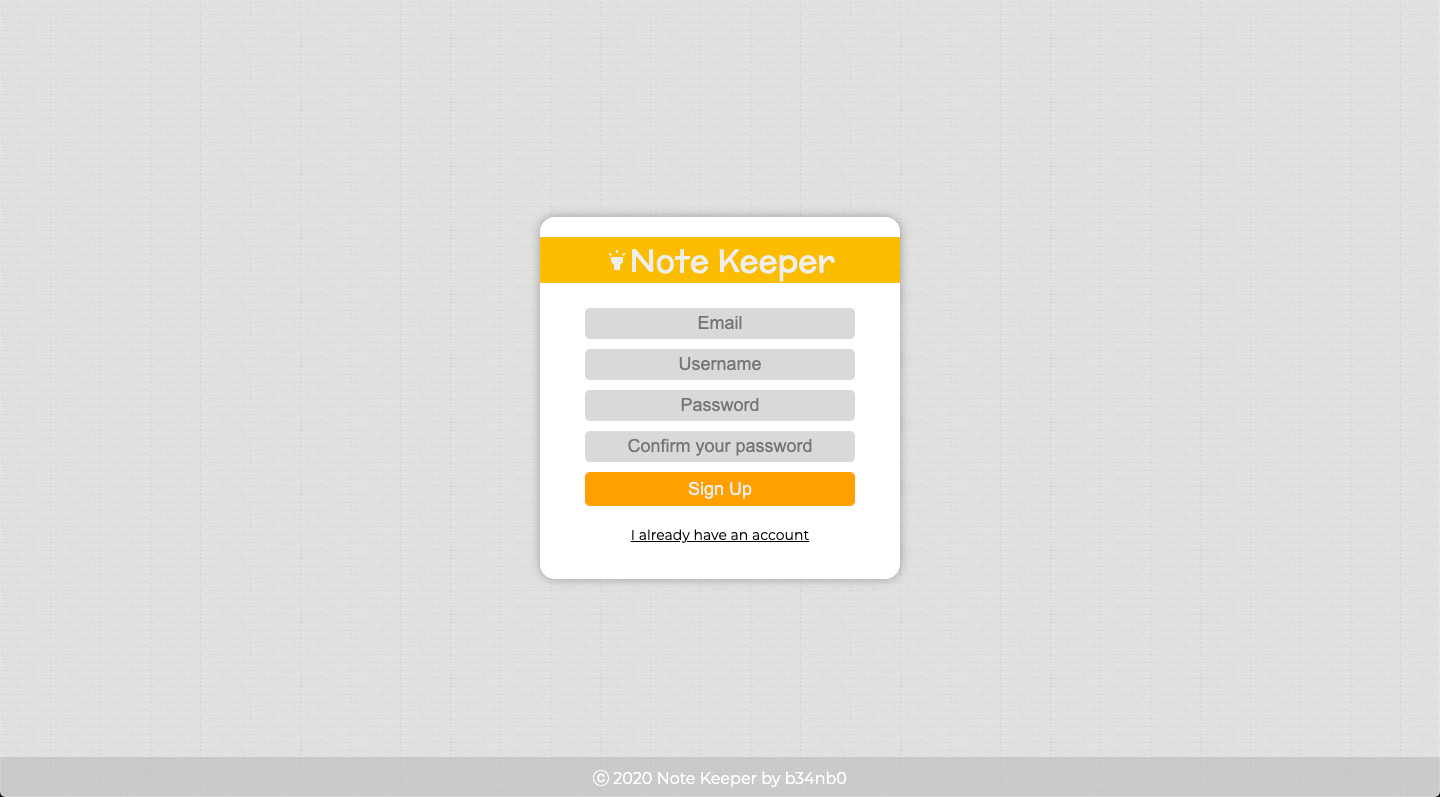 Note Keeper
Email
Username
Password
Confirm your password
Sign Up
I already have an account
© 2020 Note Keeper by b34nb0